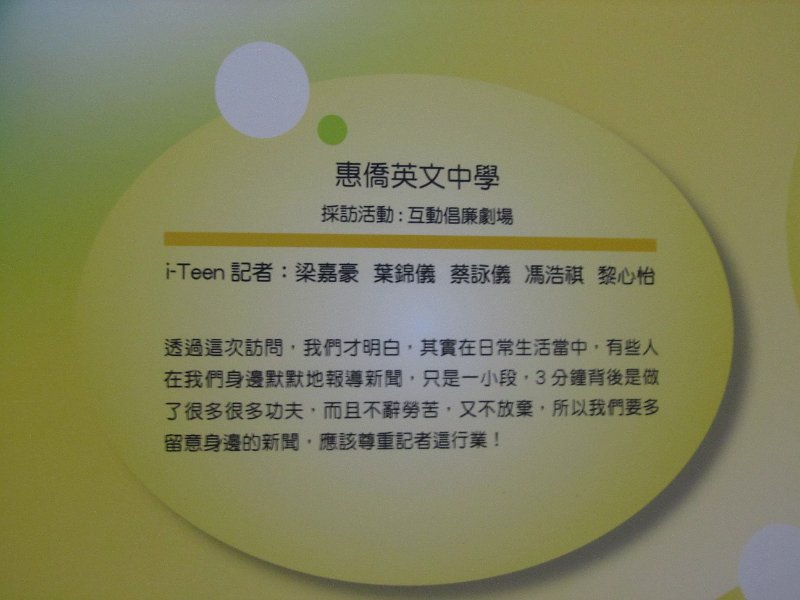 惠僑英文中學
採訪活動：互動倡廉劇場
i-Teen 記者：梁嘉豪 葉錦儀 蔡詠儀 馮浩祺 黎心怡
透過這次訪問，我們才明白，其實在日常生活當中，有些人
在我們身邊默默地報導新聞，只是一小段，3 分鐘背後是做
了很多很多功夫，而且不辭勞苦，又不放棄，所以我們要多
留意身邊的新聞，應該尊重記者這行業！